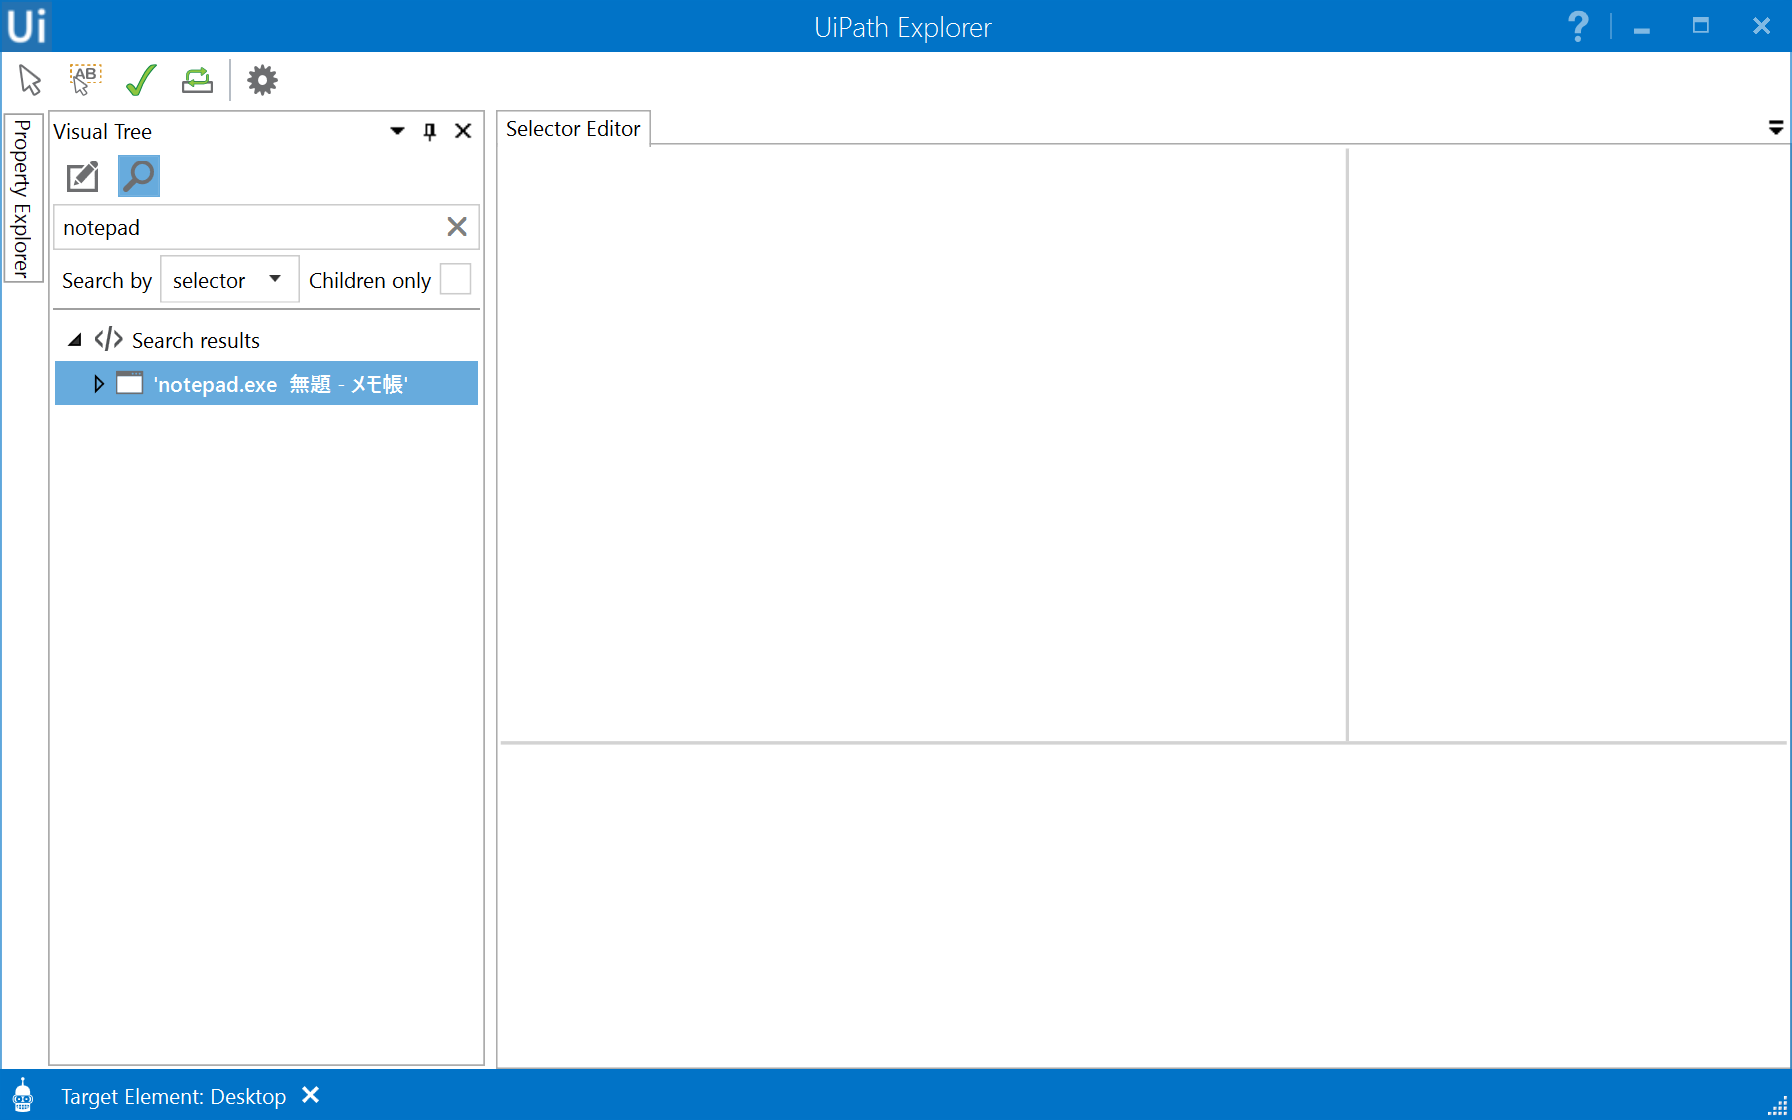 Ui
UiPath Explorer
AB
Property Explorer
Visual Tree
Selector Editor
notepad
Search by selector Children only
Search results
'notepad.exe 無題 - メモ帳'
Target Element: Desktop